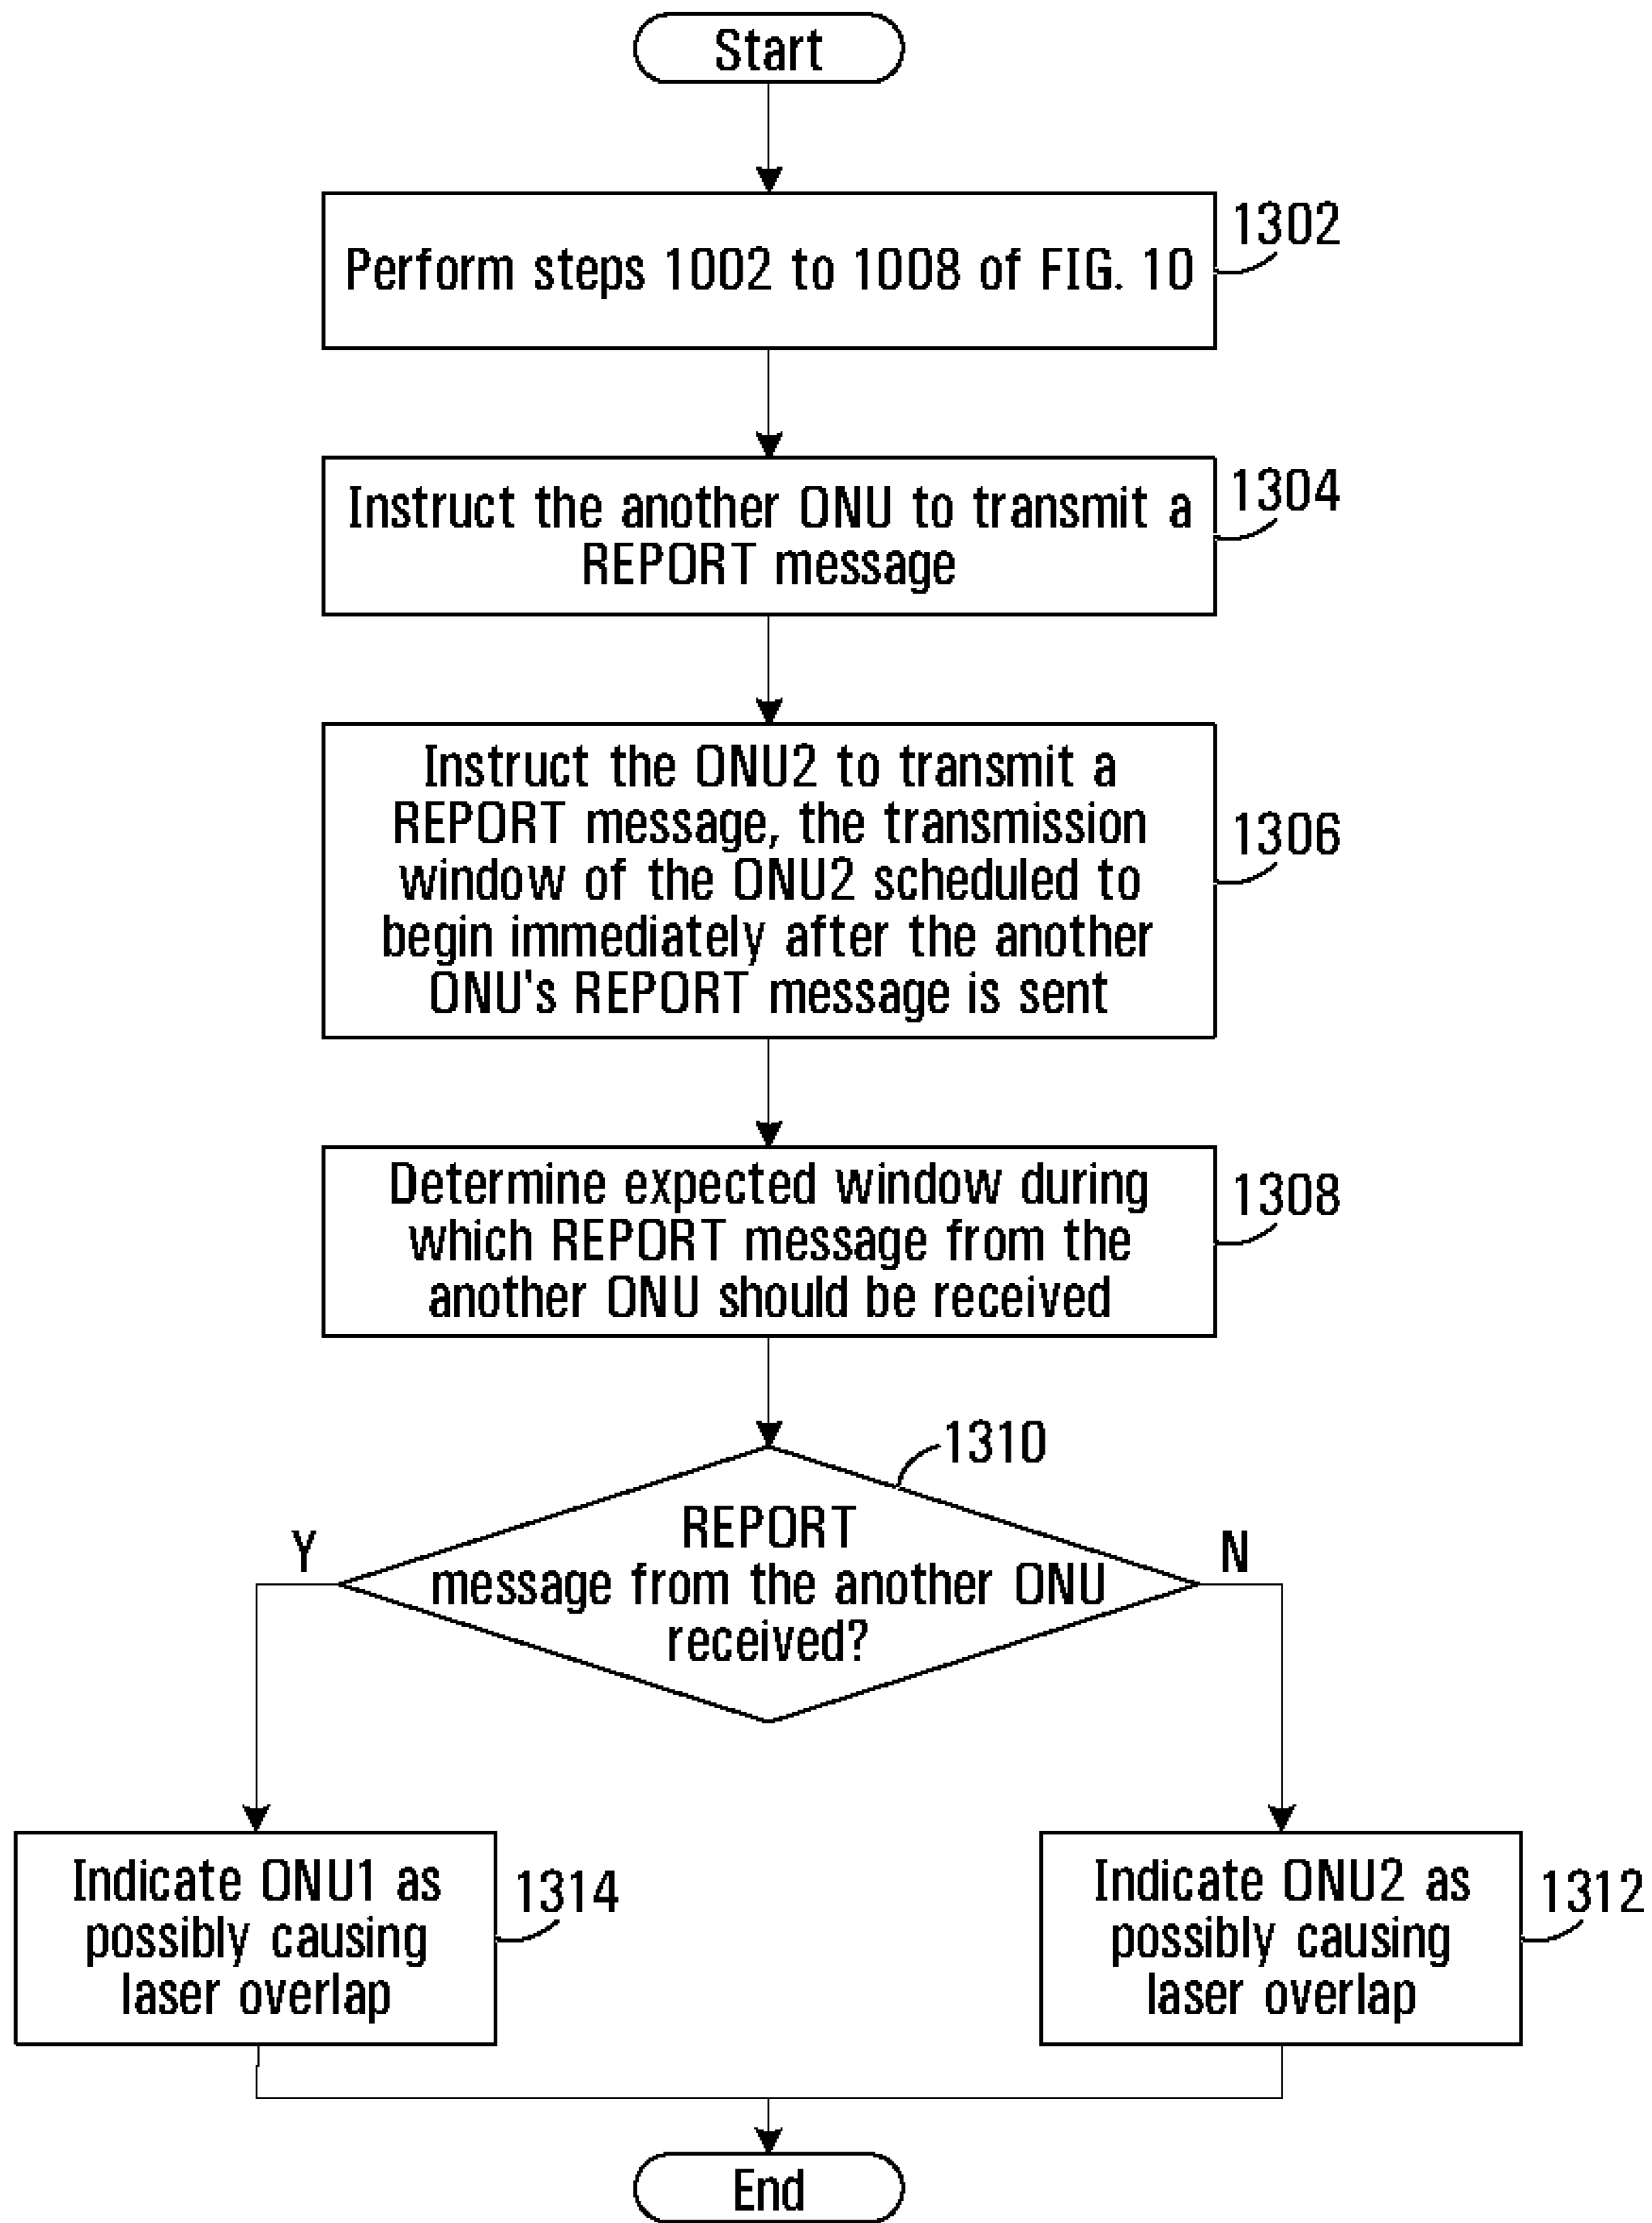 Start
Perform steps 1002 to 1008 of FIG. 10
1302
Instruct the another ONU to transmit a
REPORT message
1304
Instruct the ONU2 to transmit a
REPORT message, the transmission
window of the ONU2 scheduled to
begin immediately after the another
ONU's REPORT message is sent
1306
Determine expected window during
which REPORT message from the
another ONU should be received
1308
1310
REPORT
message from the another ONU
received?
Y
N
Indicate ONU1 as
possibly causing
laser overlap
1314
Indicate ONU2 as
possibly causing
laser overlap
1312
End